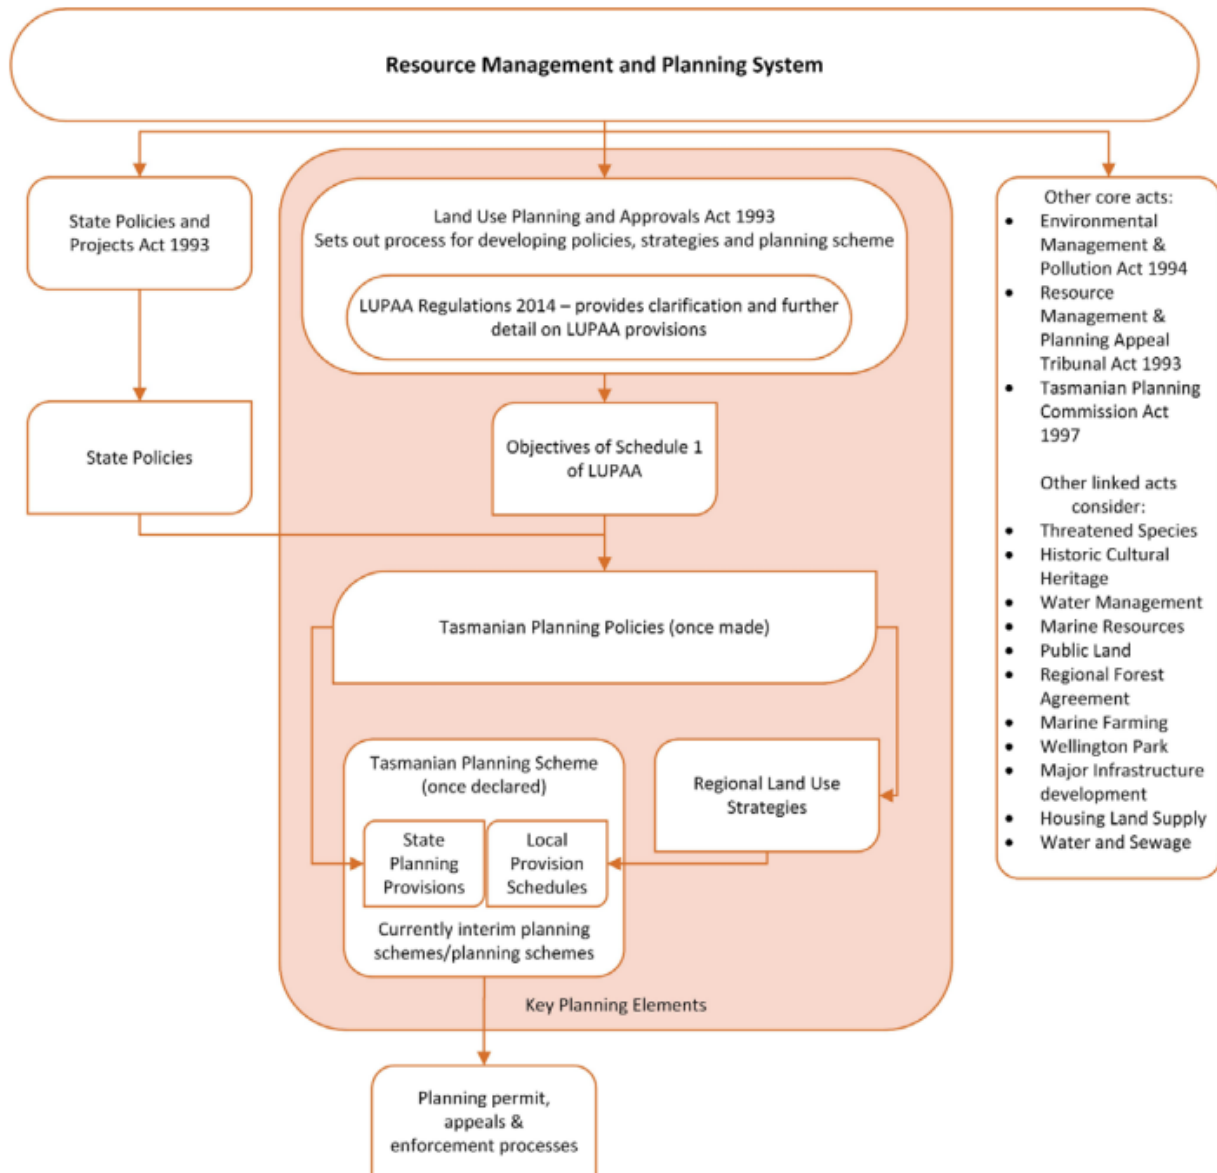 Resource Management and Planning System
State Policies and
Projects Act 1993
State Policies
Land Use Planning and Approvals Act 1993
Sets out process for developing policies, strategies and planning scheme
LUPAA Regulations 2014 – provides clarification and further
detail on LUPAA provisions
Objectives of Schedule 1
of LUPAA
Tasmanian Planning Policies (once made)
Tasmanian Planning Scheme
(once declared)
State
Planning
Provisions
Local
Provision
Schedules
Currently interim planning
schemes/planning schemes
Regional Land Use
Strategies
Key Planning Elements
Planning permit,
appeals &
enforcement processes
Other core acts:
• Environmental
Management &
Pollution Act 1994
• Resource
Management &
Planning Appeal
Tribunal Act 1993
• Tasmanian Planning
Commission Act
1997
Other linked acts
consider:
• Threatened Species
• Historic Cultural
Heritage
• Water Management
• Marine Resources
• Public Land
• Regional Forest
Agreement
• Marine Farming
• Wellington Park
• Major Infrastructure
development
• Housing Land Supply
• Water and Sewage